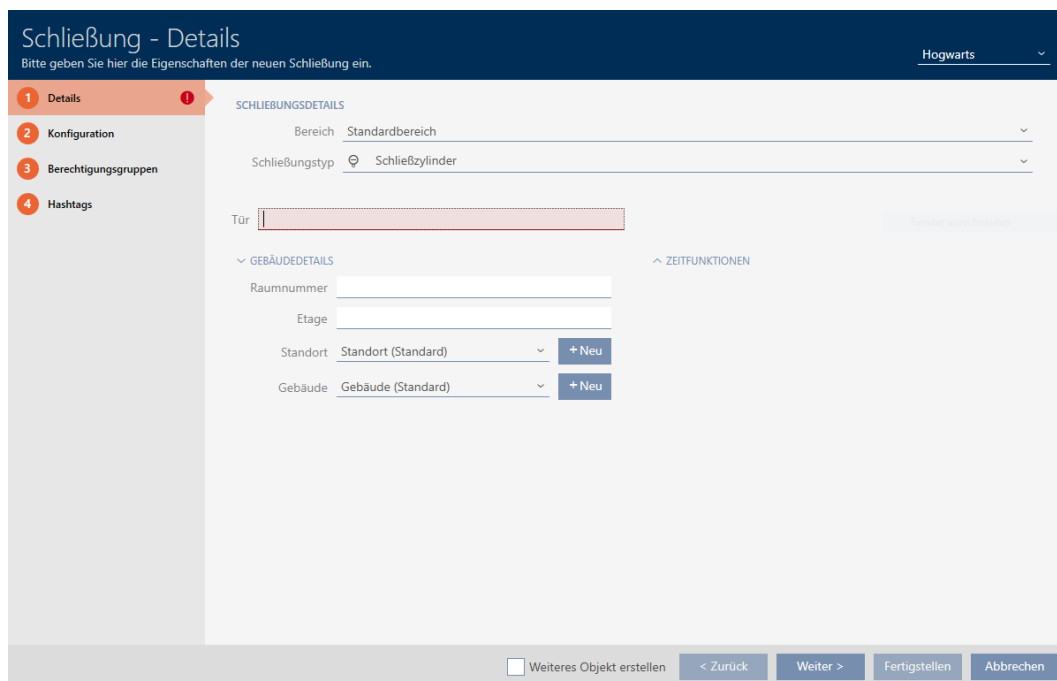 Schließung - Details
Bitte geben Sie hier die Eigenschaften der neuen Schließung ein.
Hogwarts
1 Details
2 Konfiguration
3 Berechtigungsgruppen
4 Hashtags
SCHLIEßUNGSDETAILS
Bereich Standardbereich
Schließungstyp Schließzylinder
Tür
GEBÄUDEDETAILS
Raumnummer
Etage
Standort Standort (Standard) +Neu
Gebäude Gebäude (Standard) +Neu
ZEITFUNKTIONEN
Weiteres Objekt erstellen < Zurück Weiter > Fertigstellen Abbrechen